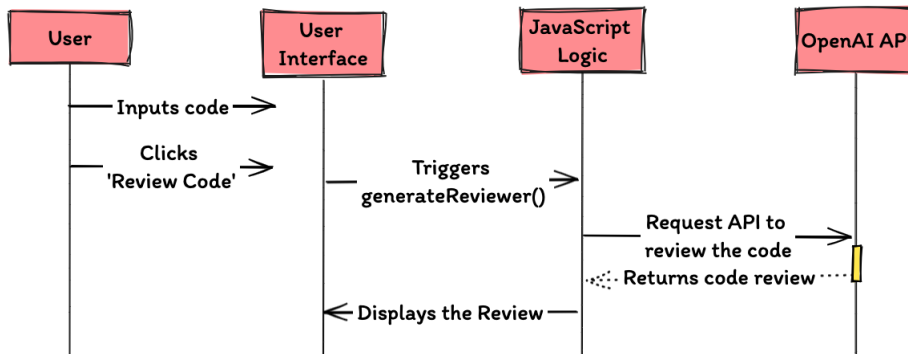 User
User
Interface
JavaScript
Logic
OpenAI AP
Inputs code
Clicks
'Review Code'
Triggers
generateReviewer()
Request API to
review the code
Returns code review
Displays the Review